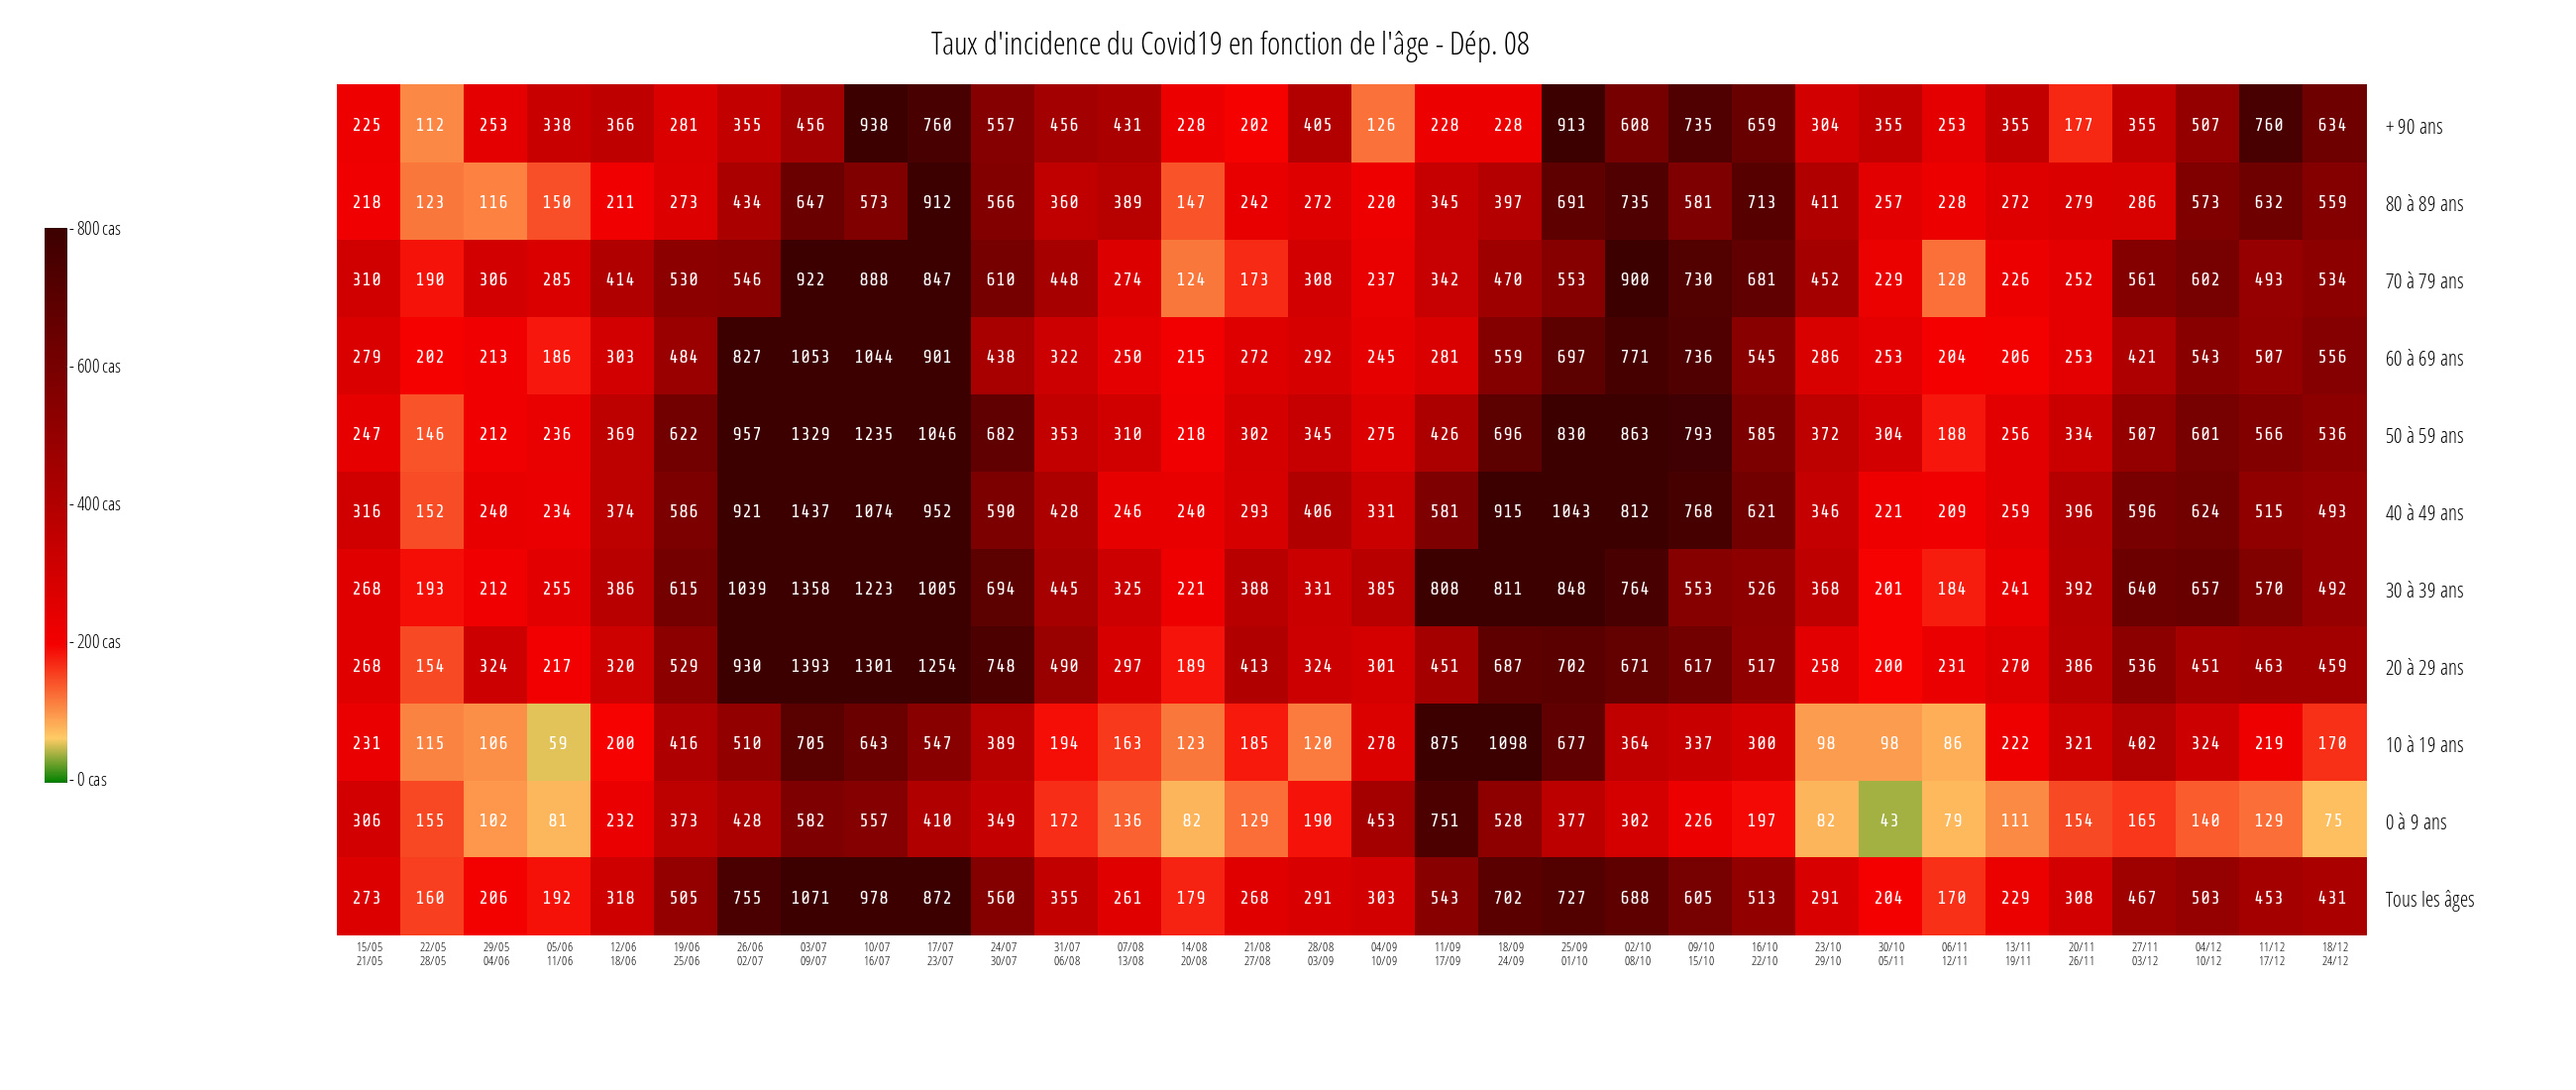 Taux d'incidence du Covid19 en fonction de l'âge - Dép. 08
- 800 cas
- 600 cas
- 400 cas
- 200 cas
- 0 cas
225 112 253 338 366 281 355 456 938 760 557 456 431 228 202 405 126 228 228 913 608 735 659 304 355 253 355 177 355 507 760 634 + 90 ans
218 123 116 150 211 273 434 647 573 912 566 360 389 147 242 272 220 345 397 691 735 581 713 411 257 228 272 279 286 573 632 559 80 à 89 ans
310 190 306 285 414 530 546 922 888 847 610 448 274 124 173 308 237 342 470 553 900 730 681 452 229 128 226 252 561 602 493 534 70 à 79 ans
279 202 213 186 303 484 827 1053 1044 901 438 322 250 215 272 292 245 281 559 697 771 736 545 286 253 204 206 253 421 543 507 556 60 à 69 ans
247 146 212 236 369 622 957 1329 1235 1046 682 353 310 218 302 345 275 426 696 830 863 793 585 372 304 188 256 334 507 601 566 536 50 à 59 ans
316 152 240 234 374 586 921 1437 1074 952 590 428 246 240 293 406 331 581 915 1043 812 768 621 346 221 209 259 396 596 624 515 493 40 à 49 ans
268 193 212 255 386 615 1039 1358 1223 1005 694 445 325 221 388 331 385 808 811 848 764 553 526 368 201 184 241 392 640 657 570 492 30 à 39 ans
268 154 324 217 320 529 930 1393 1301 1254 748 490 297 189 413 324 301 451 687 702 671 617 517 258 200 231 270 386 536 451 463 459 20 à 29 ans
231 115 106 59 200 416 510 705 643 547 389 194 163 123 185 120 278 875 1098 677 364 337 300 98 98 86 222 321 402 324 219 170 10 à 19 ans
306 155 102 81 232 373 428 582 557 410 349 172 136 82 129 190 453 751 528 377 302 226 197 82 43 79 111 154 165 140 129 75 0 à 9 ans
273 160 206 192 318 505 755 1071 978 872 560 355 261 179 268 291 303 543 702 727 688 605 513 291 204 170 229 308 467 503 453 431 Tous les âges
15/05 22/05 29/05 05/06 12/06 19/06 26/06 03/07 10/07 17/07 24/07 31/07 07/08 14/08 21/08 28/08 04/09 11/09 18/09 25/09 02/10 09/10 16/10 23/10 30/10 06/11 13/11 20/11 27/11 04/12 11/12 18/12
21/05 28/05 04/06 11/06 18/06 25/06 02/07 09/07 16/07 23/07 30/07 06/08 13/08 20/08 27/08 03/09 10/09 17/09 24/09 01/10 08/10 15/10 22/10 29/10 05/11 12/11 19/11 26/11 03/12 10/12 17/12 24/12